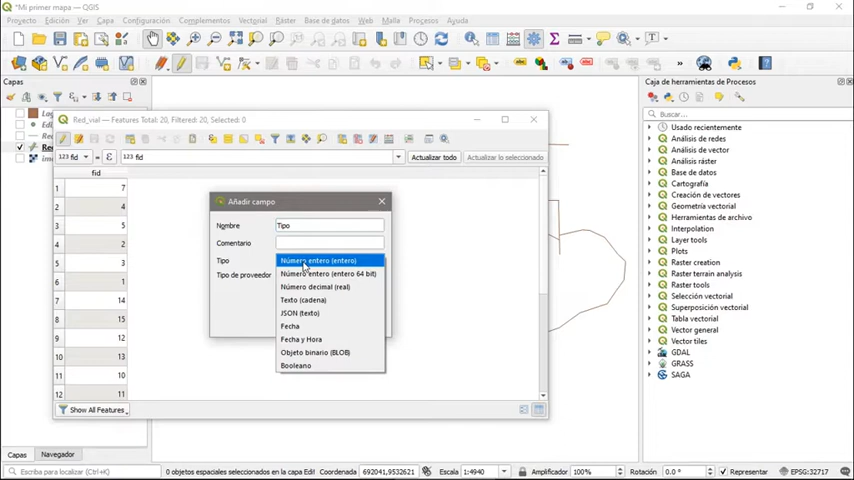 *Mi primer mapa — QGIS
Proyecto Edición Ver Capa Configuración Complementos Vectorial Ráster Base de datos Web Malla Procesos Ayuda
Capas
Caja de herramientas de Procesos
Red_vial — Features Total: 20, Filtered: 20, Selected: 0
Buscar...
123 fid = ε 123 fid Actualizar todo Actualizar lo seleccionado
fid
1 7
2 4
3 5
4 2
5 3
6 1
7 14
8 15
9 12
10 13
11 10
12 11
Show All Features
Añadir campo
Nombre Tipo
Comentario
Tipo
Tipo de proveedor
Número entero (entero)
Número entero (entero 64 bit)
Número decimal (real)
Texto (cadena)
JSON (texto)
Fecha
Fecha y Hora
Objeto binario (BLOB)
Booleano
Usado recientemente
Análisis de redes
Análisis de vector
Análisis ráster
Base de datos
Cartografía
Creación de vectores
Geometría vectorial
Herramientas de archivo
Interpolation
Layer tools
Plots
Raster creation
Raster terrain analysis
Selección vectorial
Superposición vectorial
Tabla vectorial
Vector general
Vector tiles
GDAL
GRASS
SAGA
Capas Navegador
Escriba para localizar (Ctrl+K) 0 objetos espaciales seleccionados en la capa Edif Coordenada 692041,9532621 Escala 1:4940 Amplificador 100% Rotación 0.0 ° Representar EPSG:32717